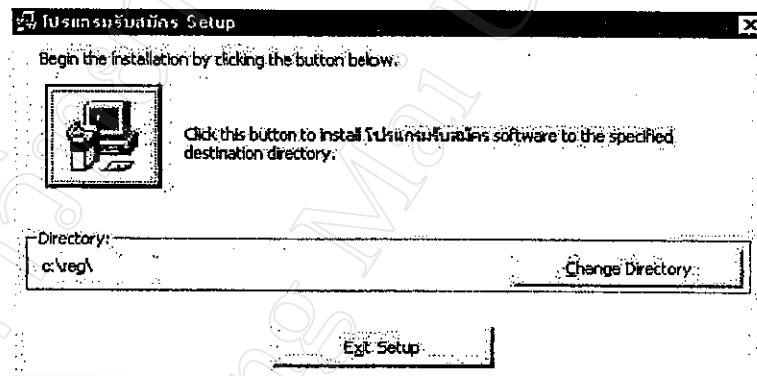 โปรแกรมรับสมัคร Setup
Begin the installation by clicking the button below.
Click this button to install โปรแกรมรับสมัคร software to the specified
destination directory.
Directory:
c:\reg\
Change Directory
Exit Setup